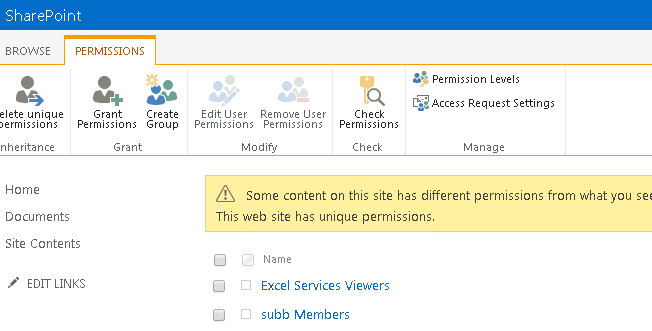 SharePoint
BROWSE PERMISSIONS
elete unique
permissions
Grant
Permissions
Create
Group
Edit User
Permissions
Remove User
Permissions
Check
Permissions
Permission Levels
Access Request Settings
nheritance Grant Modify Check Manage
Home
Documents
Site Contents
EDIT LINKS
Some content on this site has different permissions from what you see
This web site has unique permissions.
Name
Excel Services Viewers
subb Members